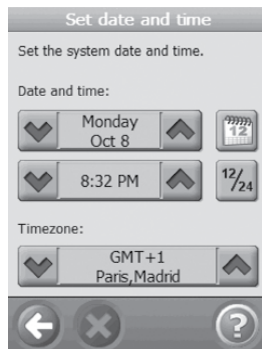 Set date and time
Set the system date and time.
Date and time:
Monday
Oct 8
12
8:32 PM
12/24
Timezone:
GMT+1
Paris,Madrid
?